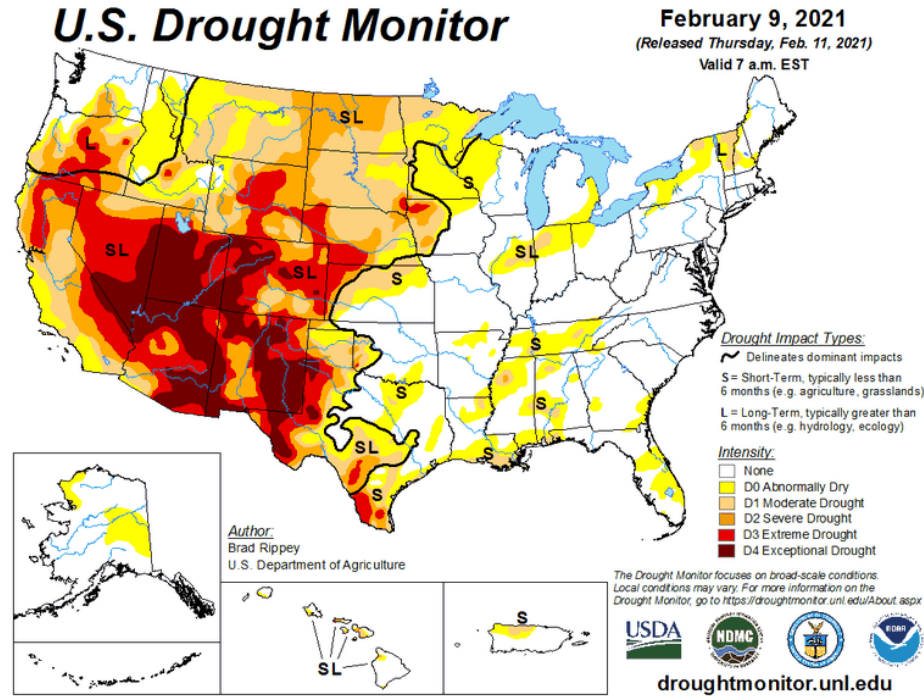 U.S. Drought Monitor
February 9, 2021
(Released Thursday, Feb. 11, 2021)
Valid 7 a.m. EST
SL
L
S
SL
SL
SL
S
L
S
S
S
SL
S
S
Drought Impact Types:
Delineates dominant impacts
S = Short-Term, typically less than
6 months (e.g. agriculture, grasslands)
L = Long-Term, typically greater than
6 months (e.g. hydrology, ecology)
Intensity:
None
D0 Abnormally Dry
D1 Moderate Drought
D2 Severe Drought
D3 Extreme Drought
D4 Exceptional Drought
Author:
Brad Rippey
U.S. Department of Agriculture
SL
S
The Drought Monitor focuses on broad-scale conditions.
Local conditions may vary. For more information on the
Drought Monitor, go to https://droughtmonitor.unl.edu/About.aspx
USDA
NDMC
NOAA
droughtmonitor.unl.edu